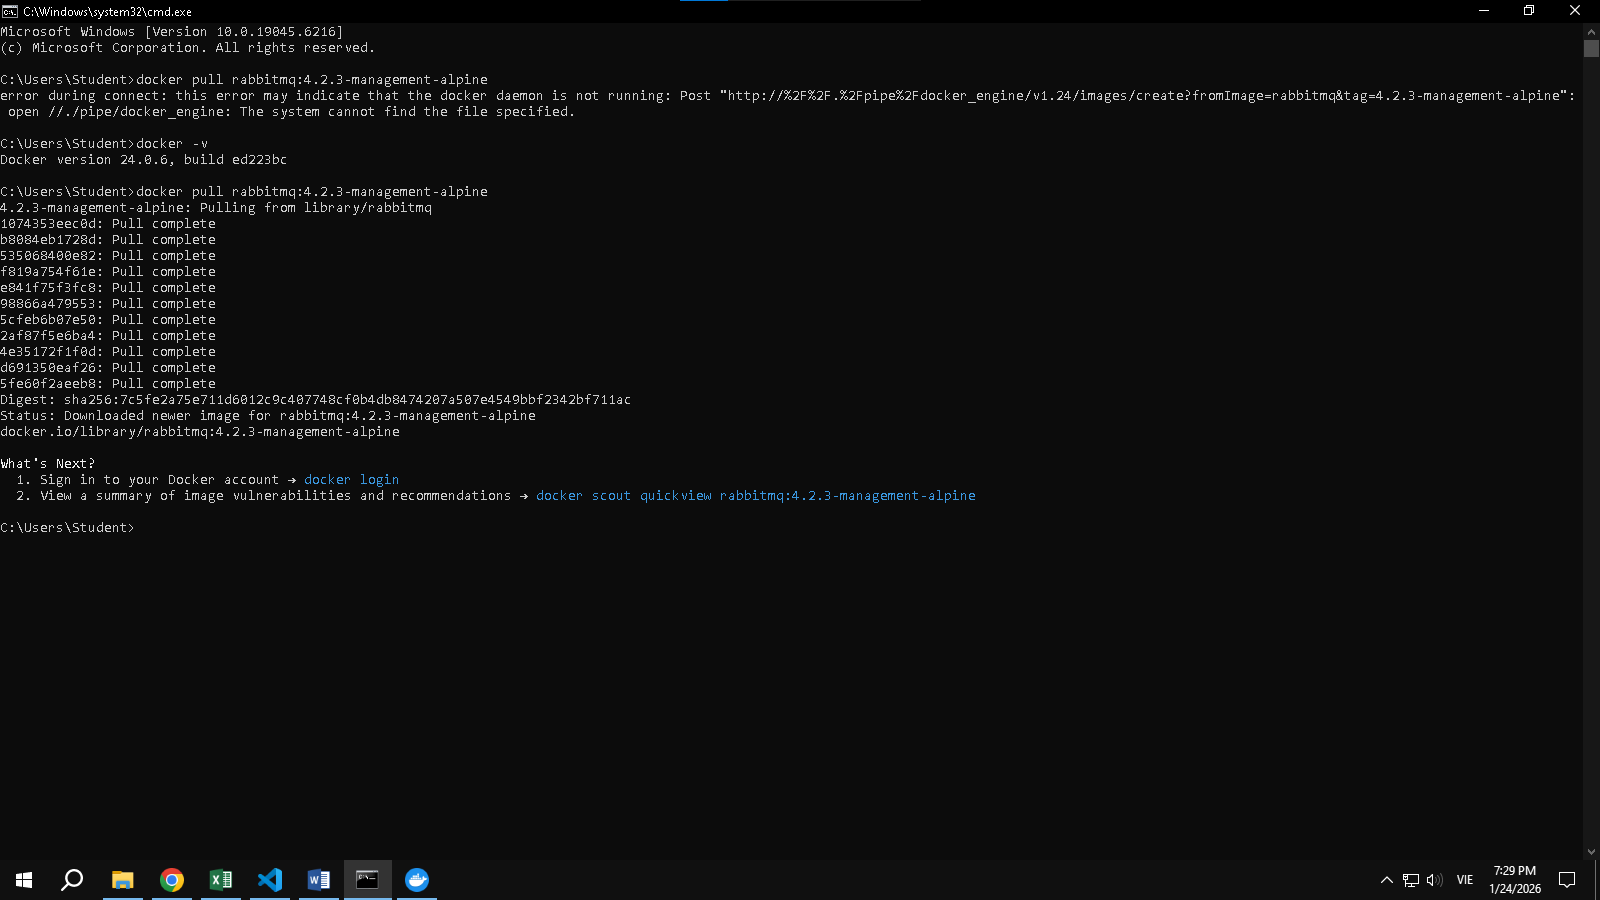 C:\Windows\system32\cmd.exe
Microsoft Windows [Version 10.0.19045.6216]
(c) Microsoft Corporation. All rights reserved.
C:\Users\Student>docker pull rabbitmq:4.2.3-management-alpine
error during connect: this error may indicate that the docker daemon is not running: Post "http://%2F%2F.%2Fpipe%2Fdocker_engine/v1.24/images/create?fromImage=rabbitmq&tag=4.2.3-management-alpine":
open //./pipe/docker_engine: The system cannot find the file specified.
C:\Users\Student>docker -v
Docker version 24.0.6, build ed223bc
C:\Users\Student>docker pull rabbitmq:4.2.3-management-alpine
4.2.3-management-alpine: Pulling from library/rabbitmq
1074353eec0d: Pull complete
b8084eb1728d: Pull complete
535068400e82: Pull complete
f819a754f61e: Pull complete
e841f75f3fc8: Pull complete
98866a479553: Pull complete
5cfeb6b07e50: Pull complete
2af87f5e6ba4: Pull complete
4e35172f1f0d: Pull complete
d691350eaf26: Pull complete
5fe60f2aeeb8: Pull complete
Digest: sha256:7c5fe2a75e711d6012c9c407748cf0b4db8474207a507e4549bbf2342bf711ac
Status: Downloaded newer image for rabbitmq:4.2.3-management-alpine
docker.io/library/rabbitmq:4.2.3-management-alpine
What's Next?
1. Sign in to your Docker account → docker login
2. View a summary of image vulnerabilities and recommendations → docker scout quickview rabbitmq:4.2.3-management-alpine
C:\Users\Student>
VIE
7:29 PM
1/24/2026